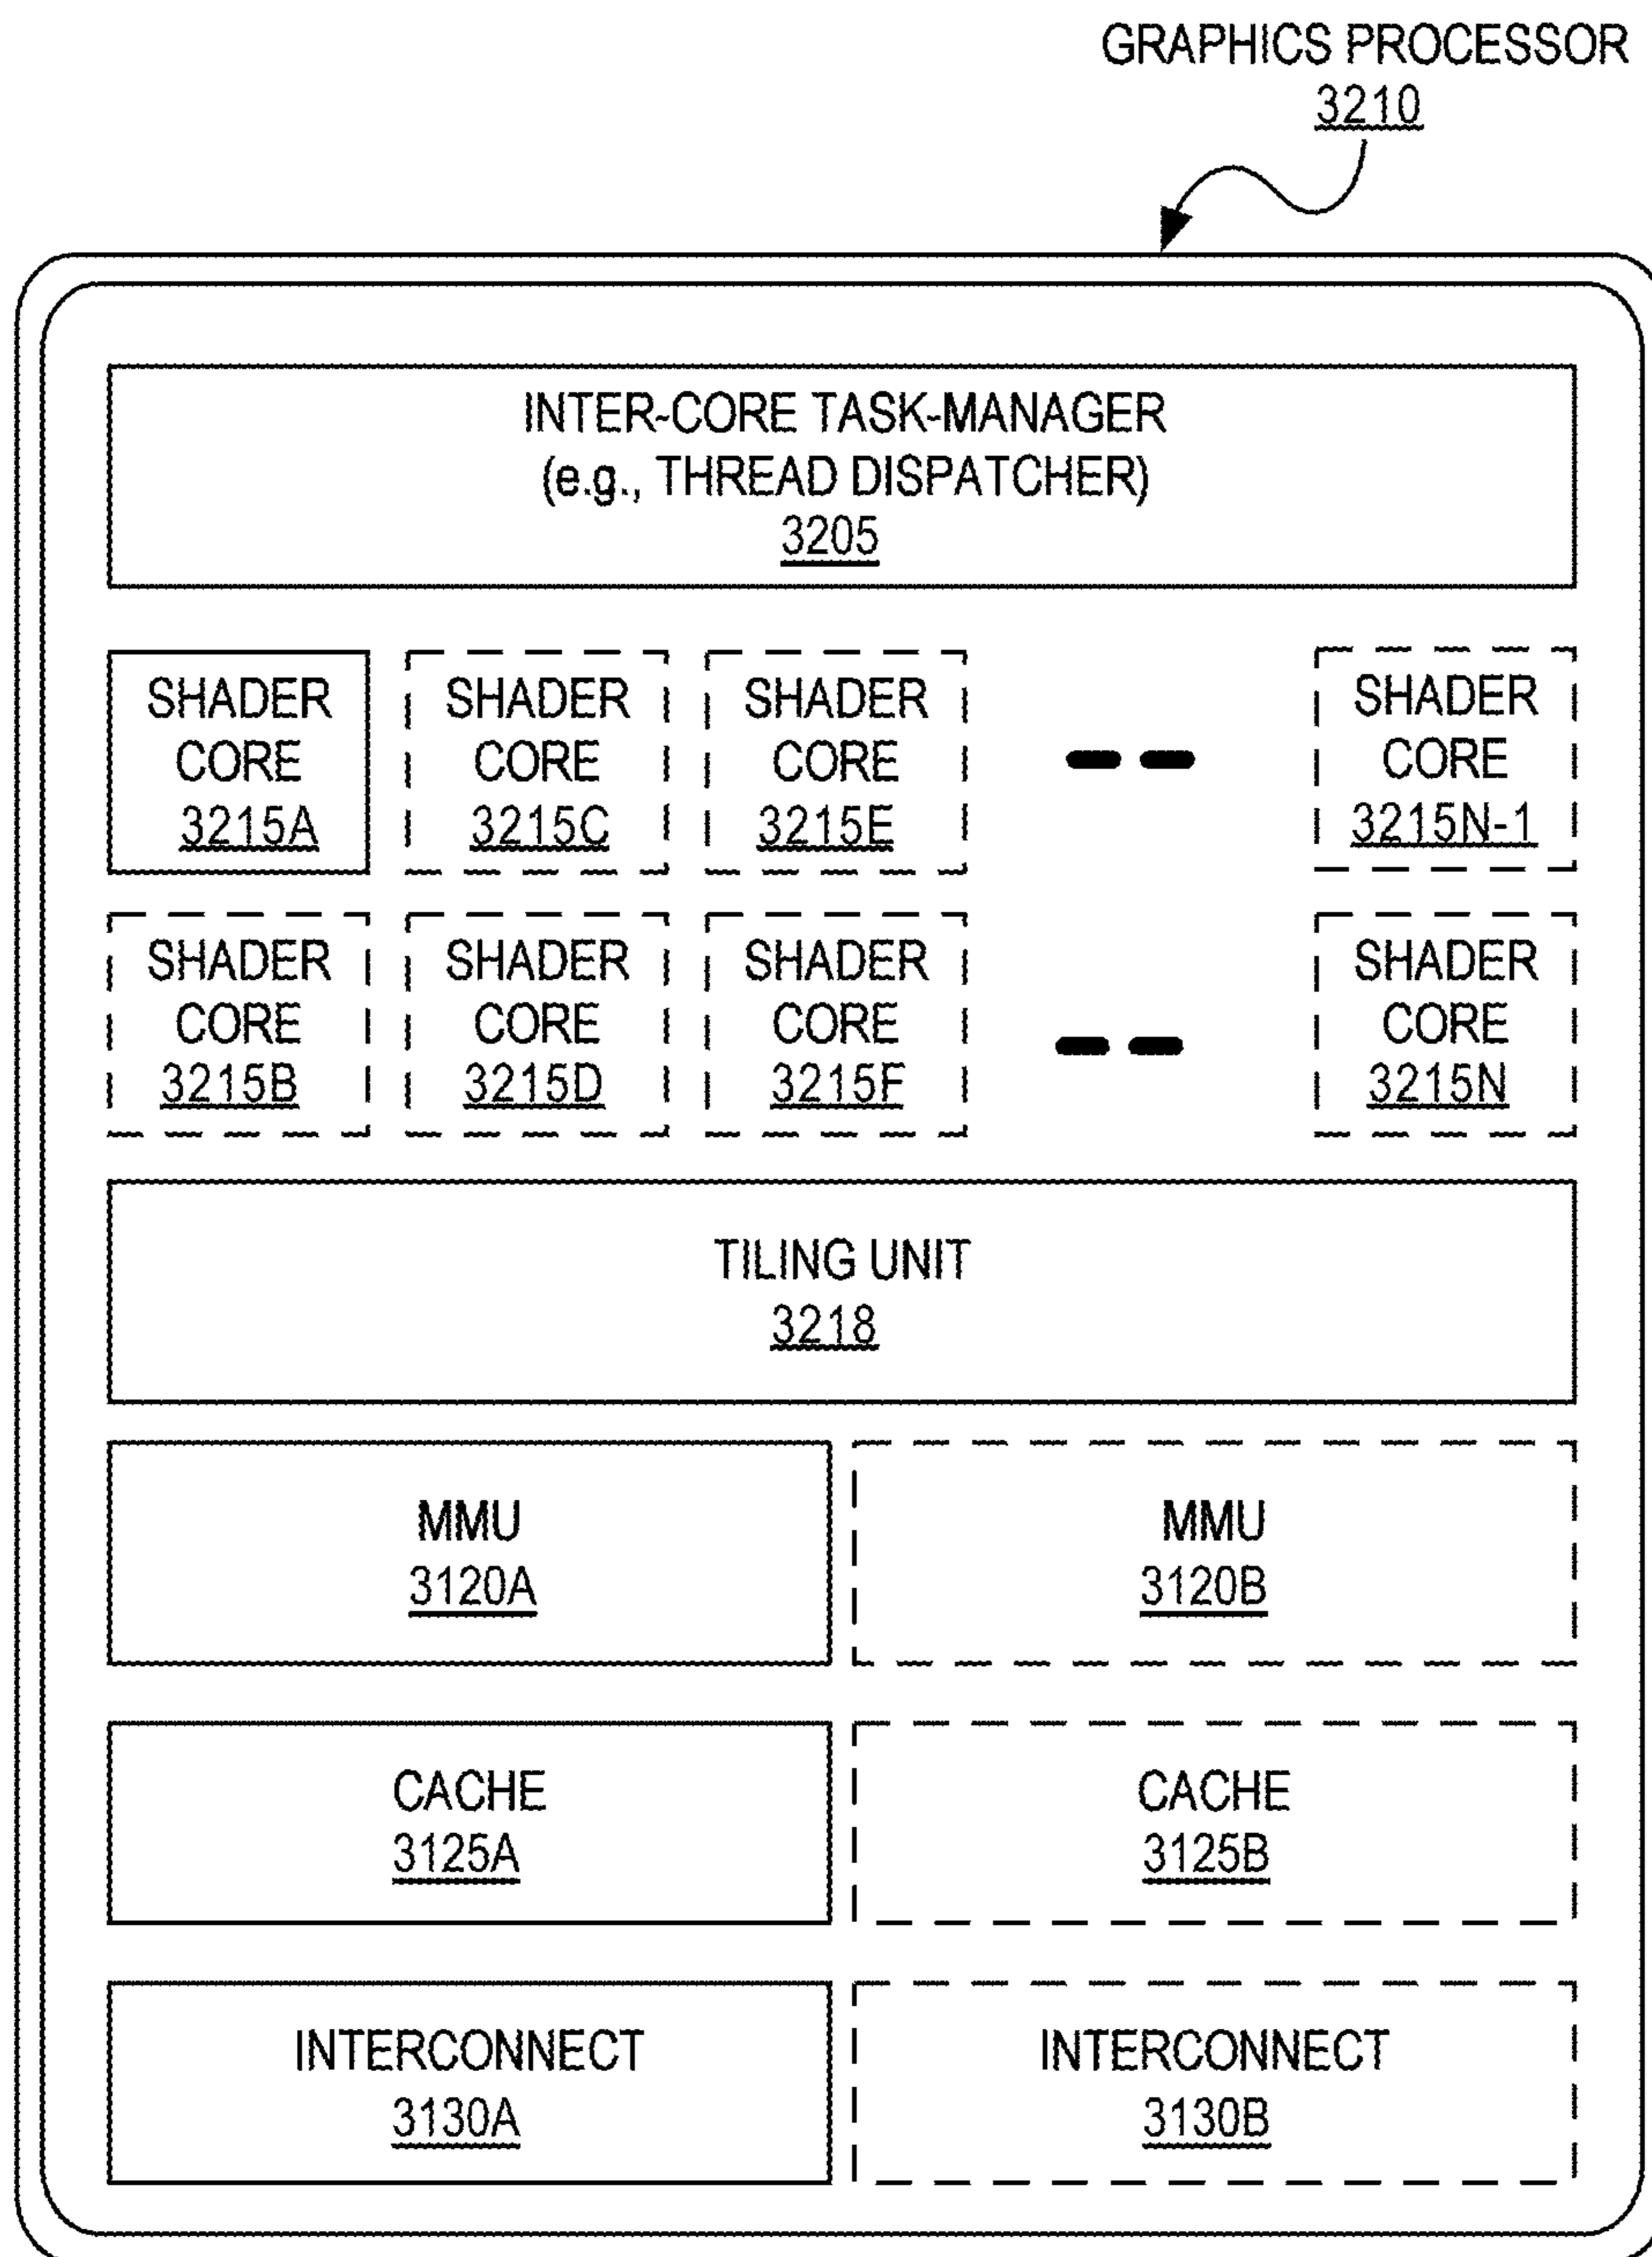 GRAPHICS PROCESSOR
3210
INTER-CORE TASK-MANAGER
(e.g., THREAD DISPATCHER)
3205
SHADER
CORE
3215A
SHADER
CORE
3215C
SHADER
CORE
3215E
SHADER
CORE
3215N-1
SHADER
CORE
3215B
SHADER
CORE
3215D
SHADER
CORE
3215F
SHADER
CORE
3215N
TILING UNIT
3218
MMU
3120A
MMU
3120B
CACHE
3125A
CACHE
3125B
INTERCONNECT
3130A
INTERCONNECT
3130B